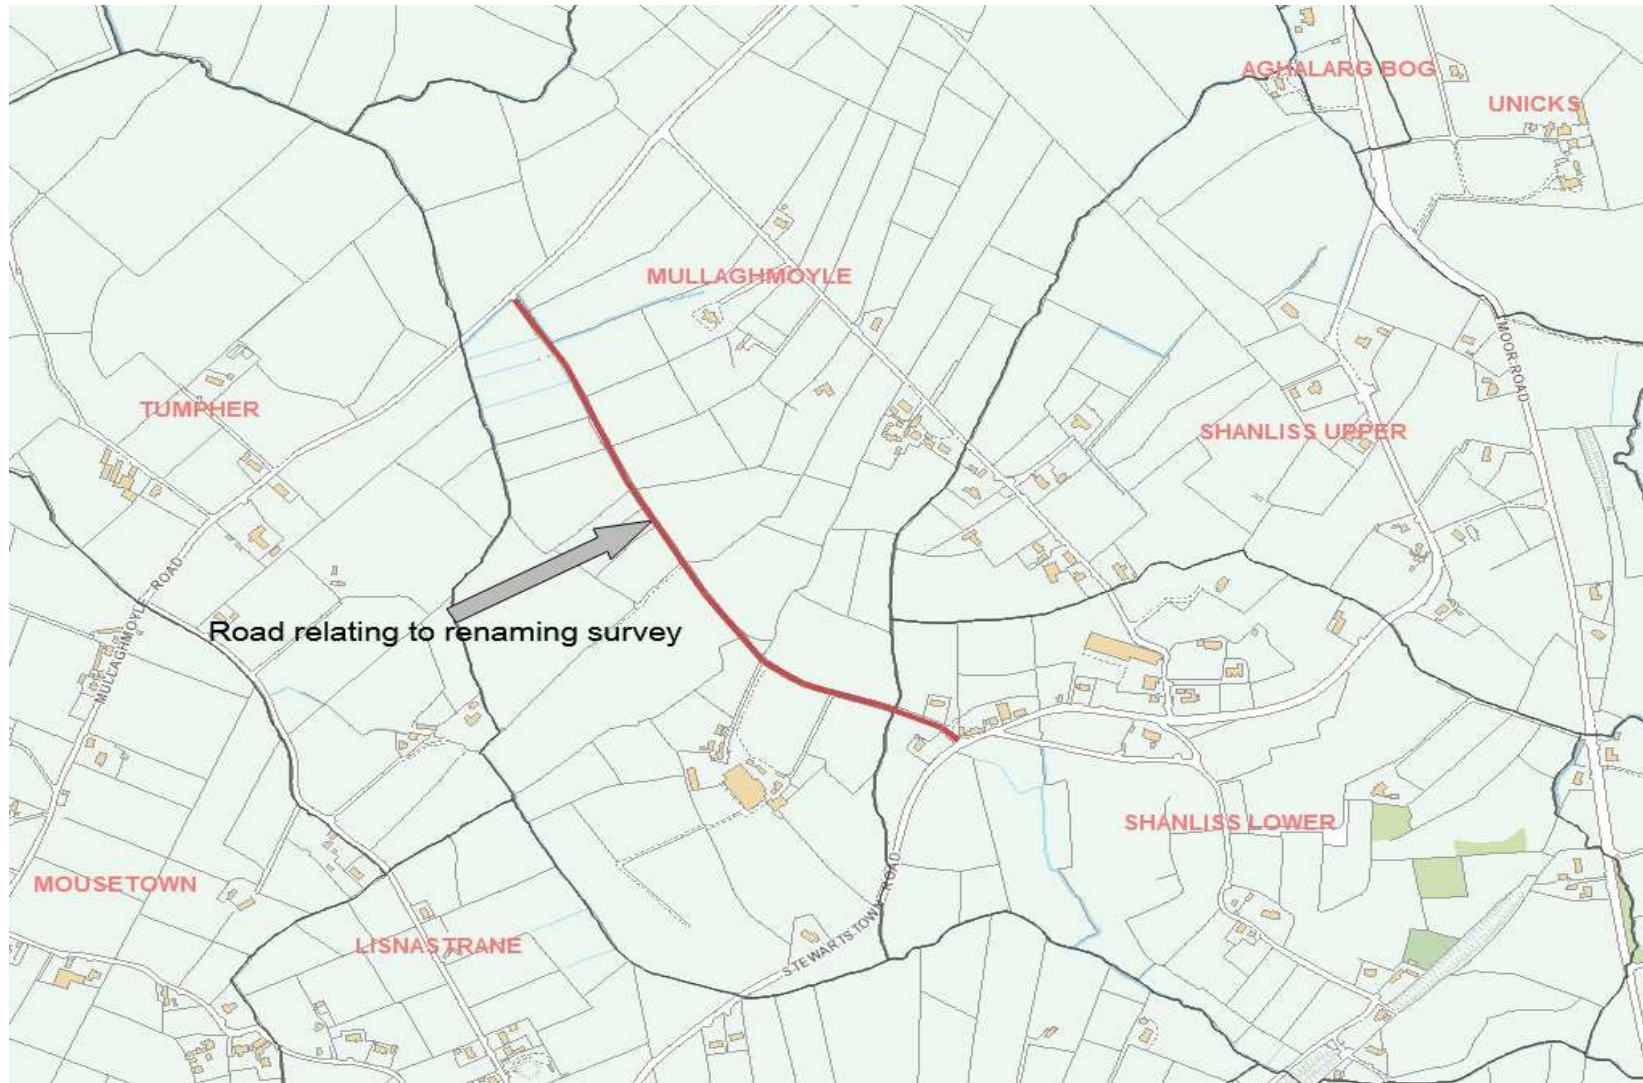 AGHALARG BOG
UNICKS
MULLAGHMOYLE
MOOR ROAD
TUMPHER
SHANLISS UPPER
MULLAGHMOYLE ROAD
Road relating to renaming survey
SHANLISS LOWER
MOUSETOWN
STEWARTSTOWN ROAD
LISNASTRANE